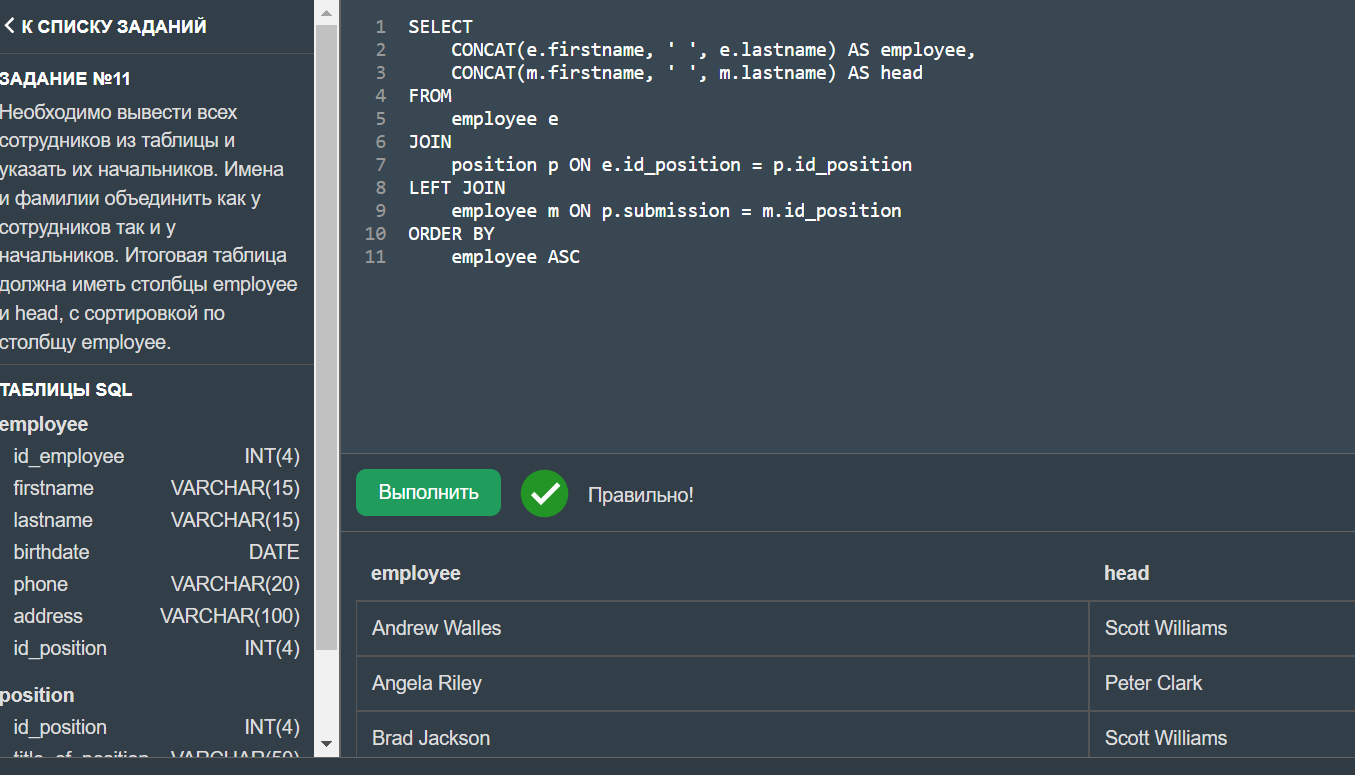 К СПИСКУ ЗАДАНИЙ
ЗАДАНИЕ №11
Необходимо вывести всех
сотрудников из таблицы и
указать их начальников. Имена
и фамилии объединить как у
сотрудников так и у
начальников. Итоговая таблица
должна иметь столбцы employee
и head, с сортировкой по
столбщу employee.
ТАБЛИЦЫ SQL
employee
id_employee INT(4)
firstname VARCHAR(15)
lastname VARCHAR(15)
birthdate DATE
phone VARCHAR(20)
address VARCHAR(100)
id_position INT(4)
position
id_position INT(4)
title_of_position VARCHAR(50)
1 SELECT
2 CONCAT(e.firstname, ' ', e.lastname) AS employee,
3 CONCAT(m.firstname, ' ', m.lastname) AS head
4 FROM
5 employee e
6 JOIN
7 position p ON e.id_position = p.id_position
8 LEFT JOIN
9 employee m ON p.submission = m.id_position
10 ORDER BY
11 employee ASC
Выполнить Правильно!
employee head
Andrew Walles Scott Williams
Angela Riley Peter Clark
Brad Jackson Scott Williams